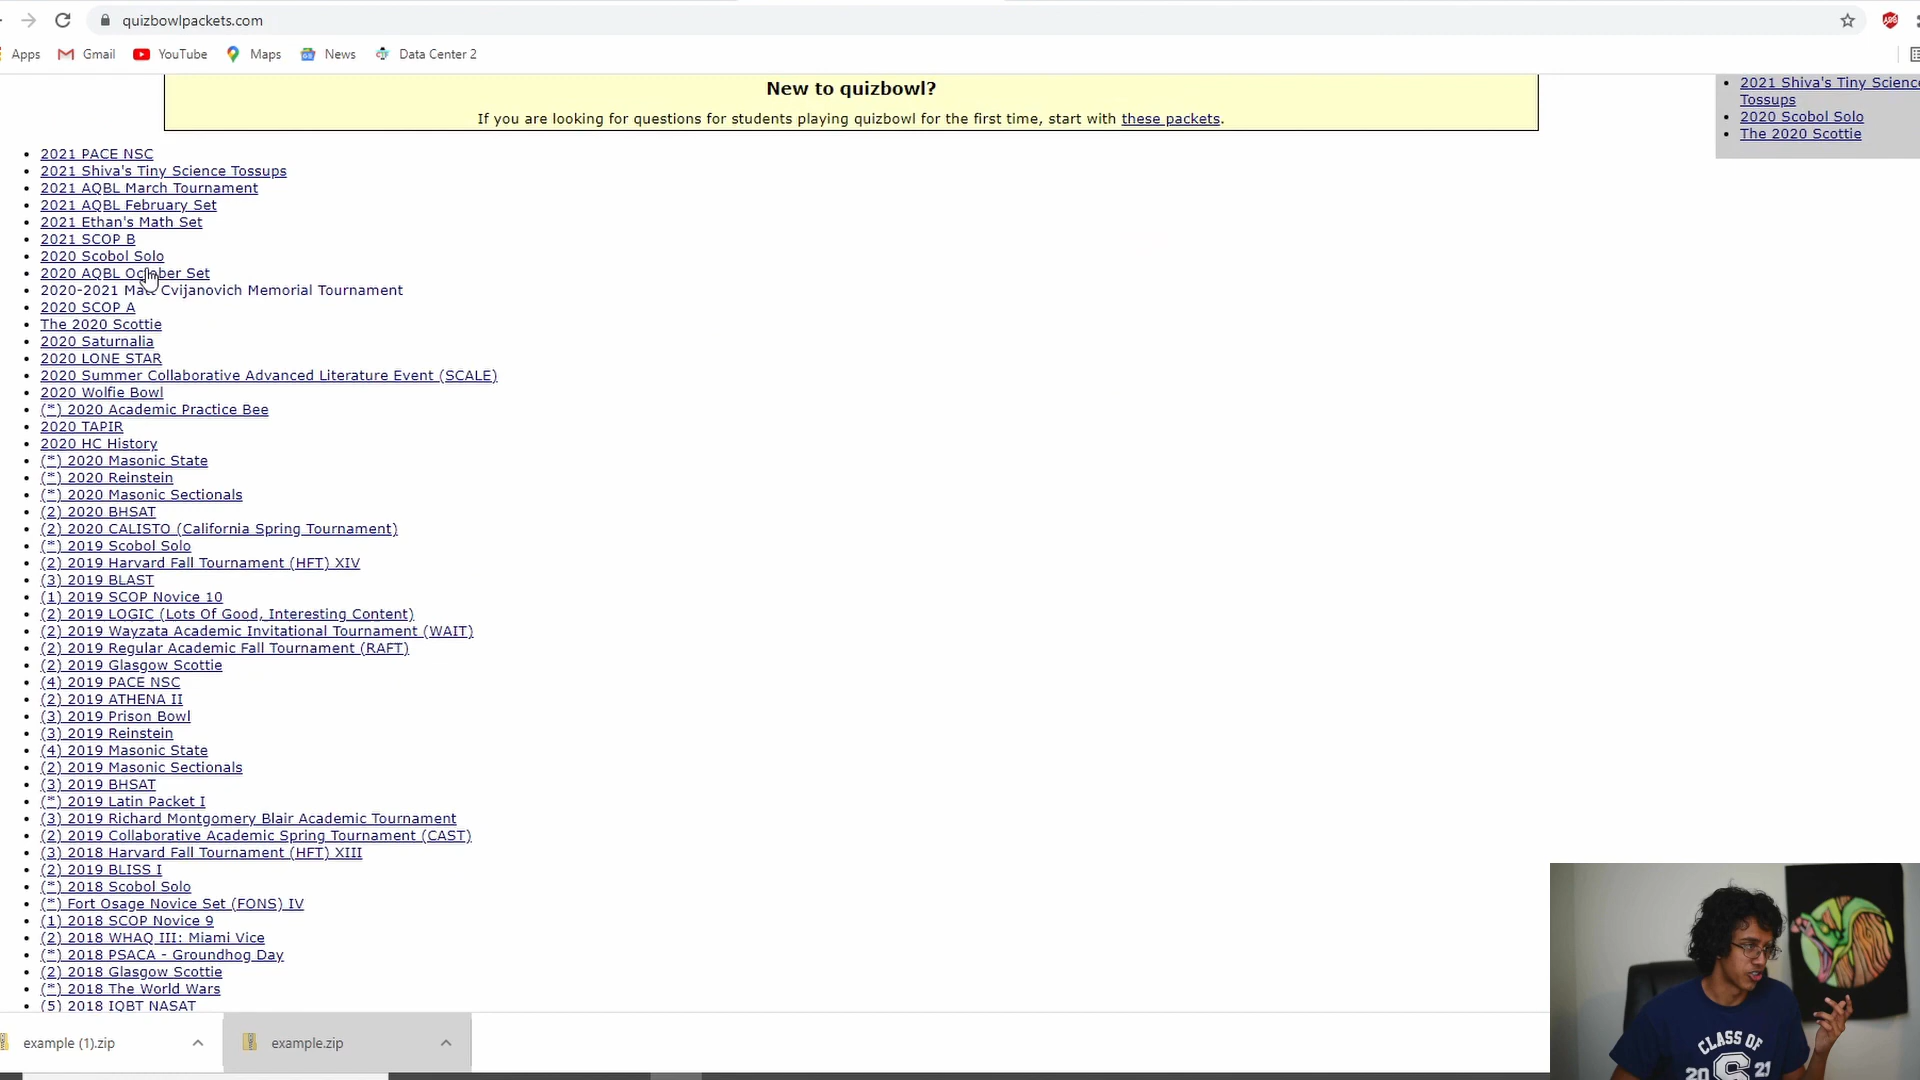 quizbowlpackets.com
Apps
Gmail
YouTube
Maps
News
Data Center 2
New to quizbowl?
If you are looking for questions for students playing quizbowl for the first time, start with these packets.
2021 Shiva's Tiny Science
Tossups
2020 Scobol Solo
The 2020 Scottie
2021 PACE NSC
2021 Shiva's Tiny Science Tossups
2021 AQBL March Tournament
2021 AQBL February Set
2021 Ethan's Math Set
2021 SCOP B
2020 Scobol Solo
2020 AQBL October Set
2020-2021 Matt Cvijanovich Memorial Tournament
2020 SCOP A
The 2020 Scottie
2020 Saturnalia
2020 LONE STAR
2020 Summer Collaborative Advanced Literature Event (SCALE)
2020 Wolfie Bowl
(*) 2020 Academic Practice Bee
2020 TAPIR
2020 HC History
(*) 2020 Masonic State
(*) 2020 Reinstein
(*) 2020 Masonic Sectionals
(2) 2020 BHSAT
(2) 2020 CALISTO (California Spring Tournament)
(*) 2019 Scobol Solo
(2) 2019 Harvard Fall Tournament (HFT) XIV
(3) 2019 BLAST
(1) 2019 SCOP Novice 10
(2) 2019 LOGIC (Lots Of Good, Interesting Content)
(2) 2019 Wayzata Academic Invitational Tournament (WAIT)
(2) 2019 Regular Academic Fall Tournament (RAFT)
(2) 2019 Glasgow Scottie
(4) 2019 PACE NSC
(2) 2019 ATHENA II
(3) 2019 Prison Bowl
(3) 2019 Reinstein
(4) 2019 Masonic State
(2) 2019 Masonic Sectionals
(3) 2019 BHSAT
(*) 2019 Latin Packet I
(3) 2019 Richard Montgomery Blair Academic Tournament
(2) 2019 Collaborative Academic Spring Tournament (CAST)
(3) 2018 Harvard Fall Tournament (HFT) XIII
(2) 2019 BLISS I
(*) 2018 Scobol Solo
(*) Fort Osage Novice Set (FONS) IV
(1) 2018 SCOP Novice 9
(2) 2018 WHAQ III: Miami Vice
(*) 2018 PSACA - Groundhog Day
(2) 2018 Glasgow Scottie
(*) 2018 The World Wars
(5) 2018 IQBT NASAT
example (1).zip
example.zip
CLASS OF
20 S 21